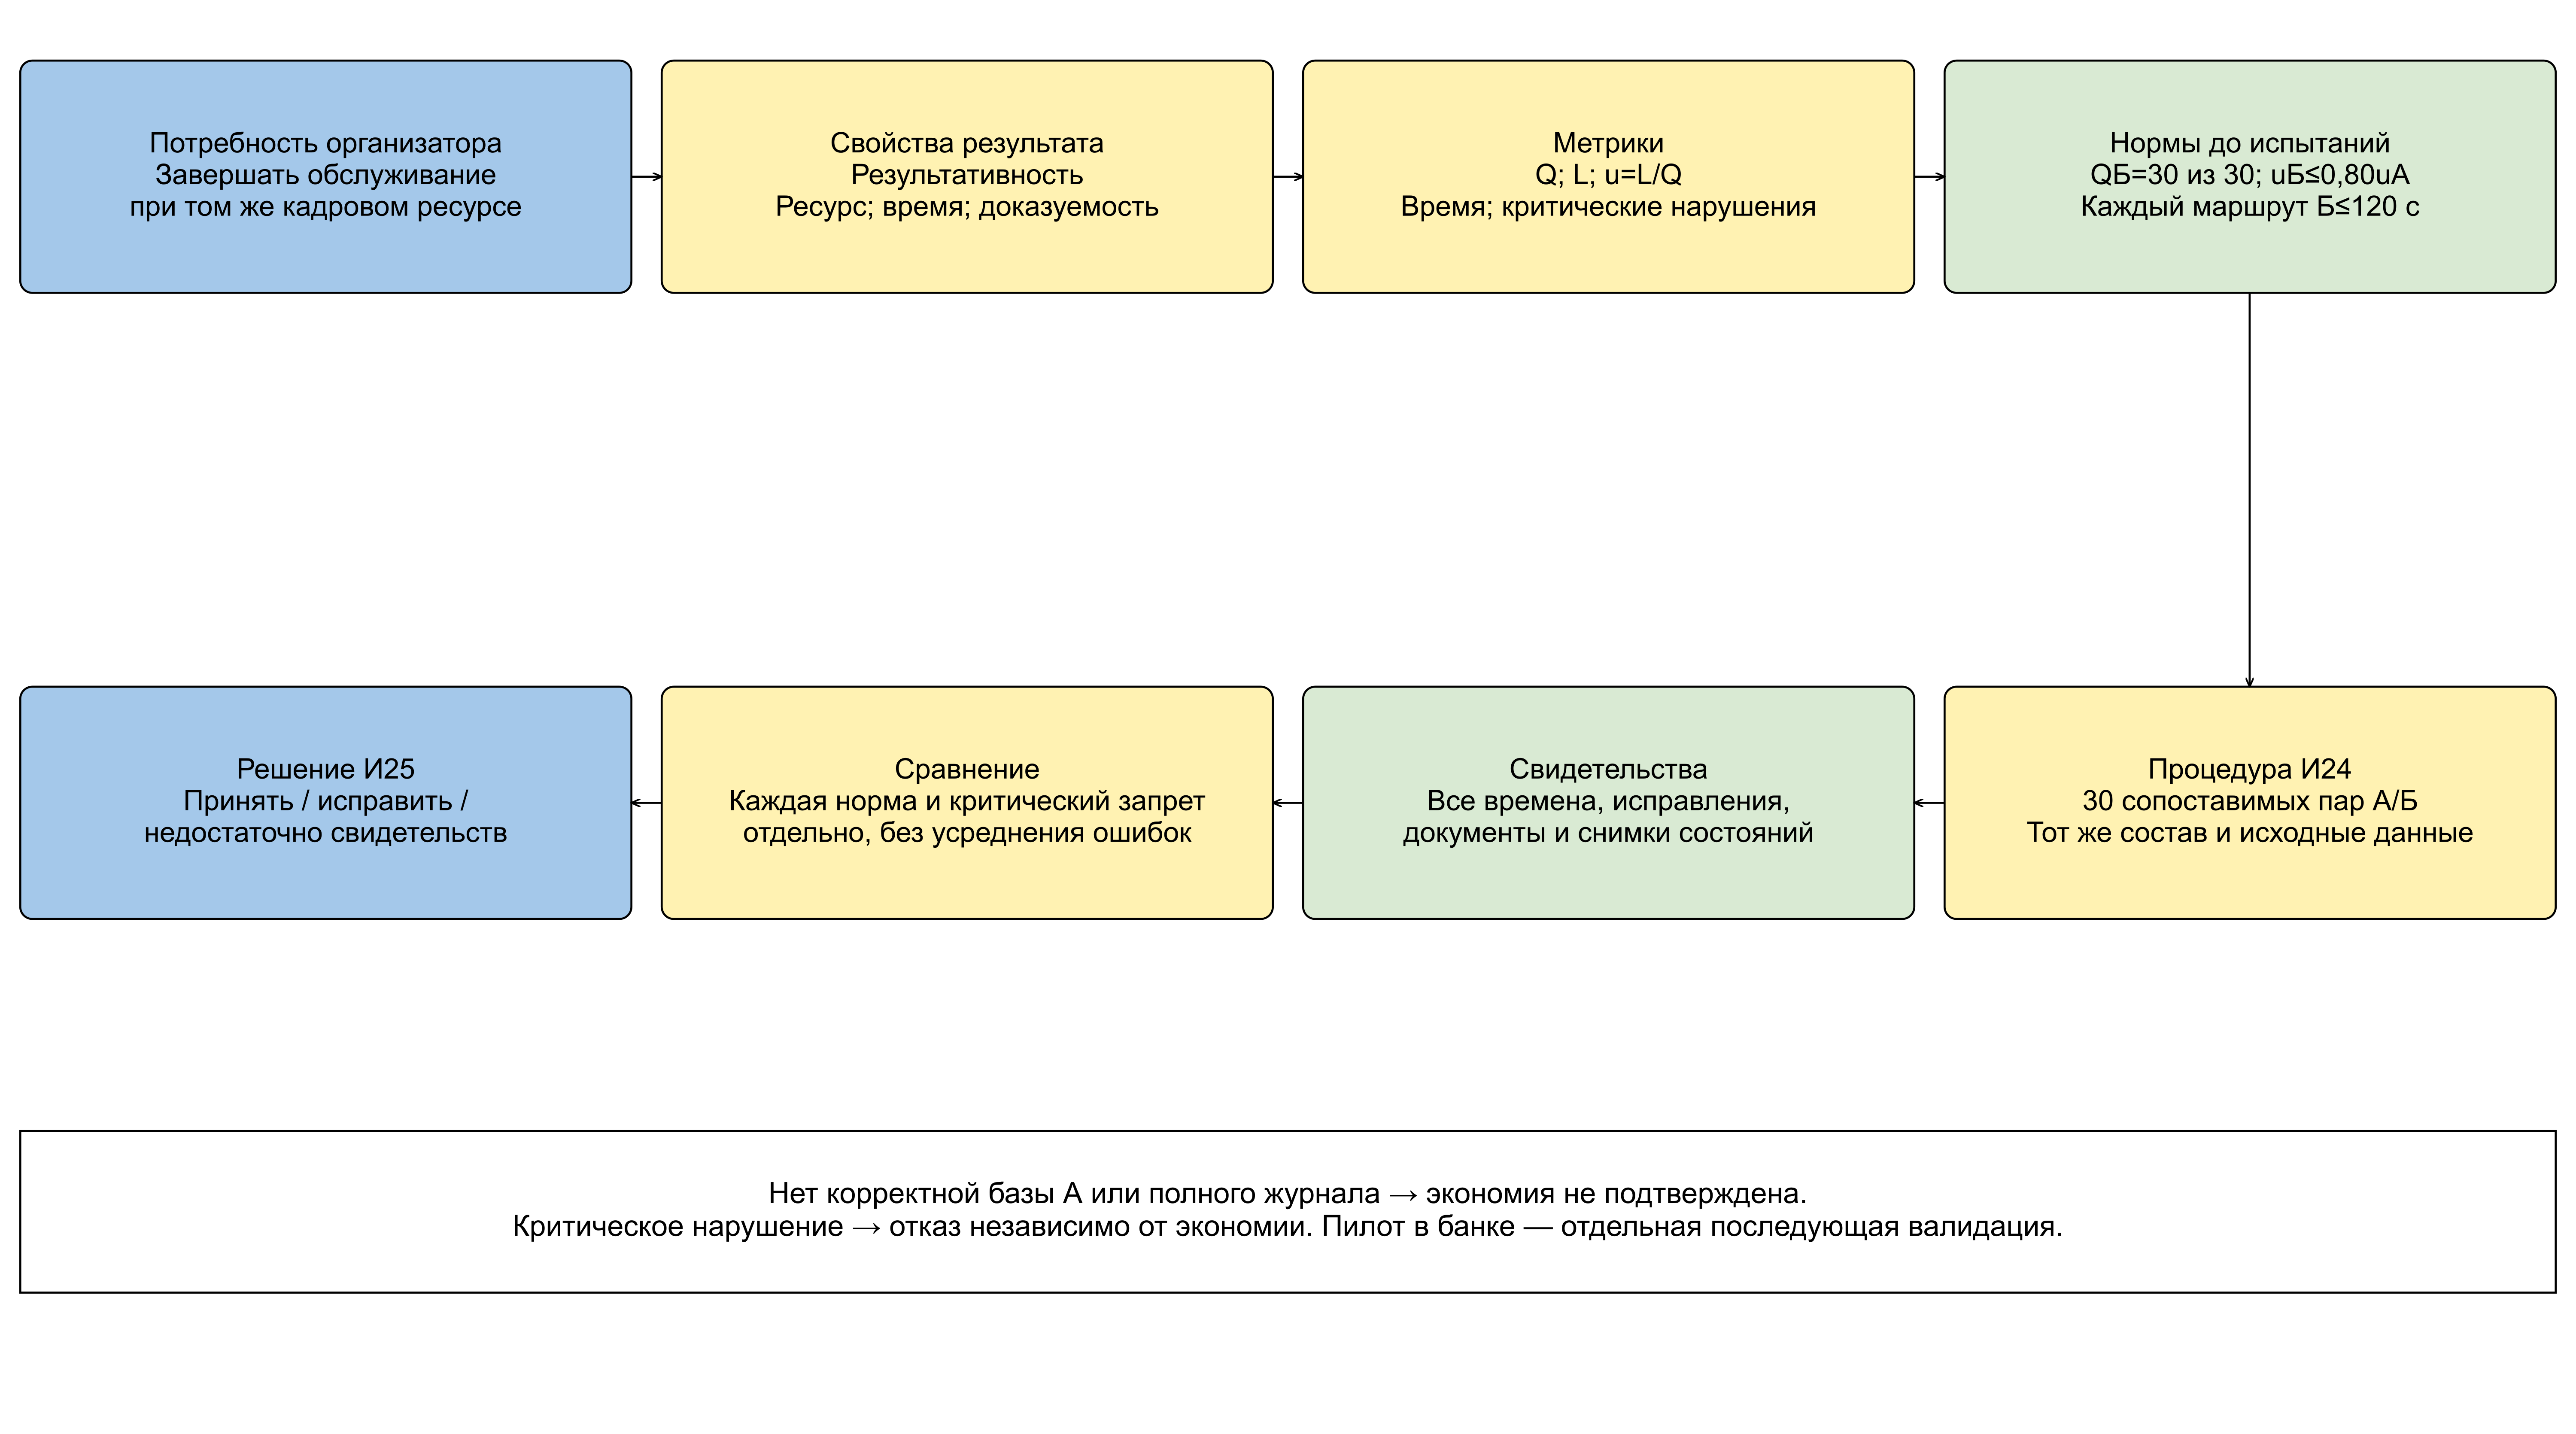 Потребность организатора
Завершать обслуживание
при том же кадровом ресурсе
Свойства результата
Результативность
Ресурс; время; доказуемость
Метрики
Q; L; u=L/Q
Время; критические нарушения
Нормы до испытаний
QБ=30 из 30; uБ≤0,80uА
Каждый маршрут Б≤120 с
Решение И25
Принять / исправить /
недостаточно свидетельств
Сравнение
Каждая норма и критический запрет
отдельно, без усреднения ошибок
Свидетельства
Все времена, исправления,
документы и снимки состояний
Процедура И24
30 сопоставимых пар А/Б
Тот же состав и исходные данные
Нет корректной базы А или полного журнала → экономия не подтверждена.
Критическое нарушение → отказ независимо от экономии. Пилот в банке — отдельная последующая валидация.